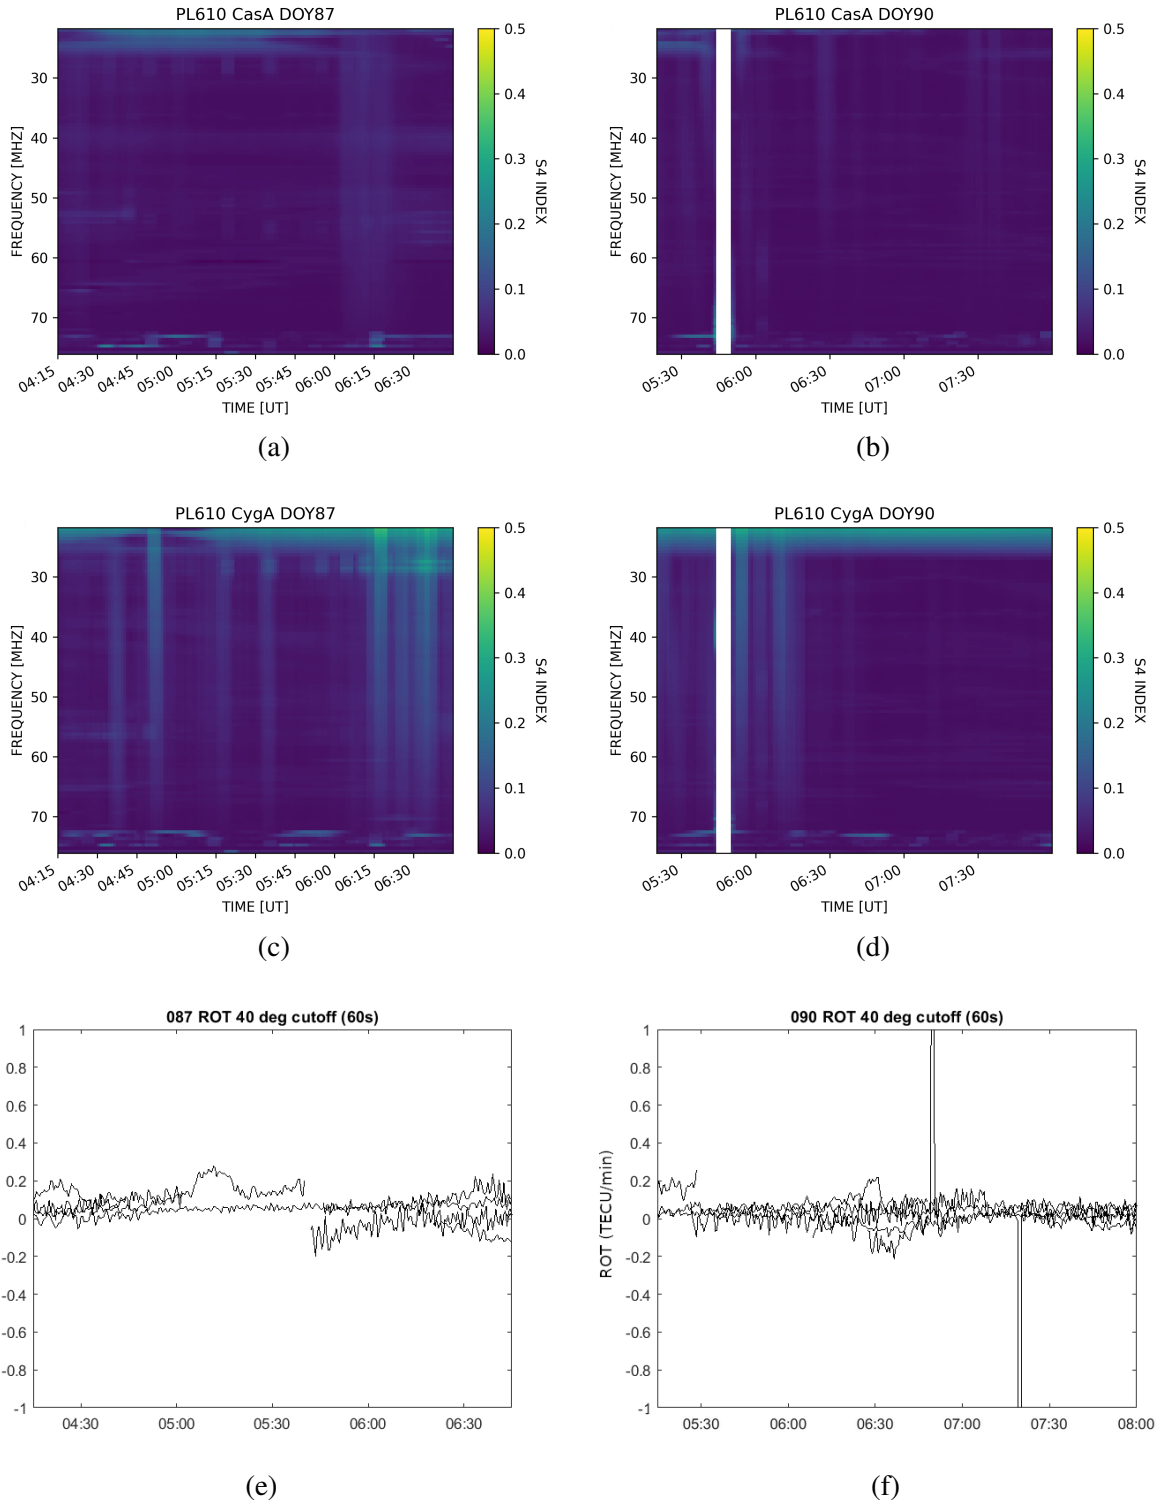 PL610 CasA DOY87
FREQUENCY [MHZ]
30
40
50
60
70
04:15 04:30 04:45 05:00 05:15 05:30 05:45 06:00 06:15 06:30
TIME [UT]
0.5
0.4
0.3
0.2
0.1
0.0
S4 INDEX
(a)
PL610 CasA DOY90
FREQUENCY [MHZ]
30
40
50
60
70
05:30 06:00 06:30 07:00 07:30
TIME [UT]
0.5
0.4
0.3
0.2
0.1
0.0
S4 INDEX
(b)
PL610 CygA DOY87
FREQUENCY [MHZ]
30
40
50
60
70
04:15 04:30 04:45 05:00 05:15 05:30 05:45 06:00 06:15 06:30
TIME [UT]
0.5
0.4
0.3
0.2
0.1
0.0
S4 INDEX
(c)
PL610 CygA DOY90
FREQUENCY [MHZ]
30
40
50
60
70
05:30 06:00 06:30 07:00 07:30
TIME [UT]
0.5
0.4
0.3
0.2
0.1
0.0
S4 INDEX
(d)
087 ROT 40 deg cutoff (60s)
1
0.8
0.6
0.4
0.2
0
-0.2
-0.4
-0.6
-0.8
-1
04:30 05:00 05:30 06:00 06:30
(e)
090 ROT 40 deg cutoff (60s)
ROT (TECU/min)
1
0.8
0.6
0.4
0.2
0
-0.2
-0.4
-0.6
-0.8
-1
05:30 06:00 06:30 07:00 07:30 08:00
(f)